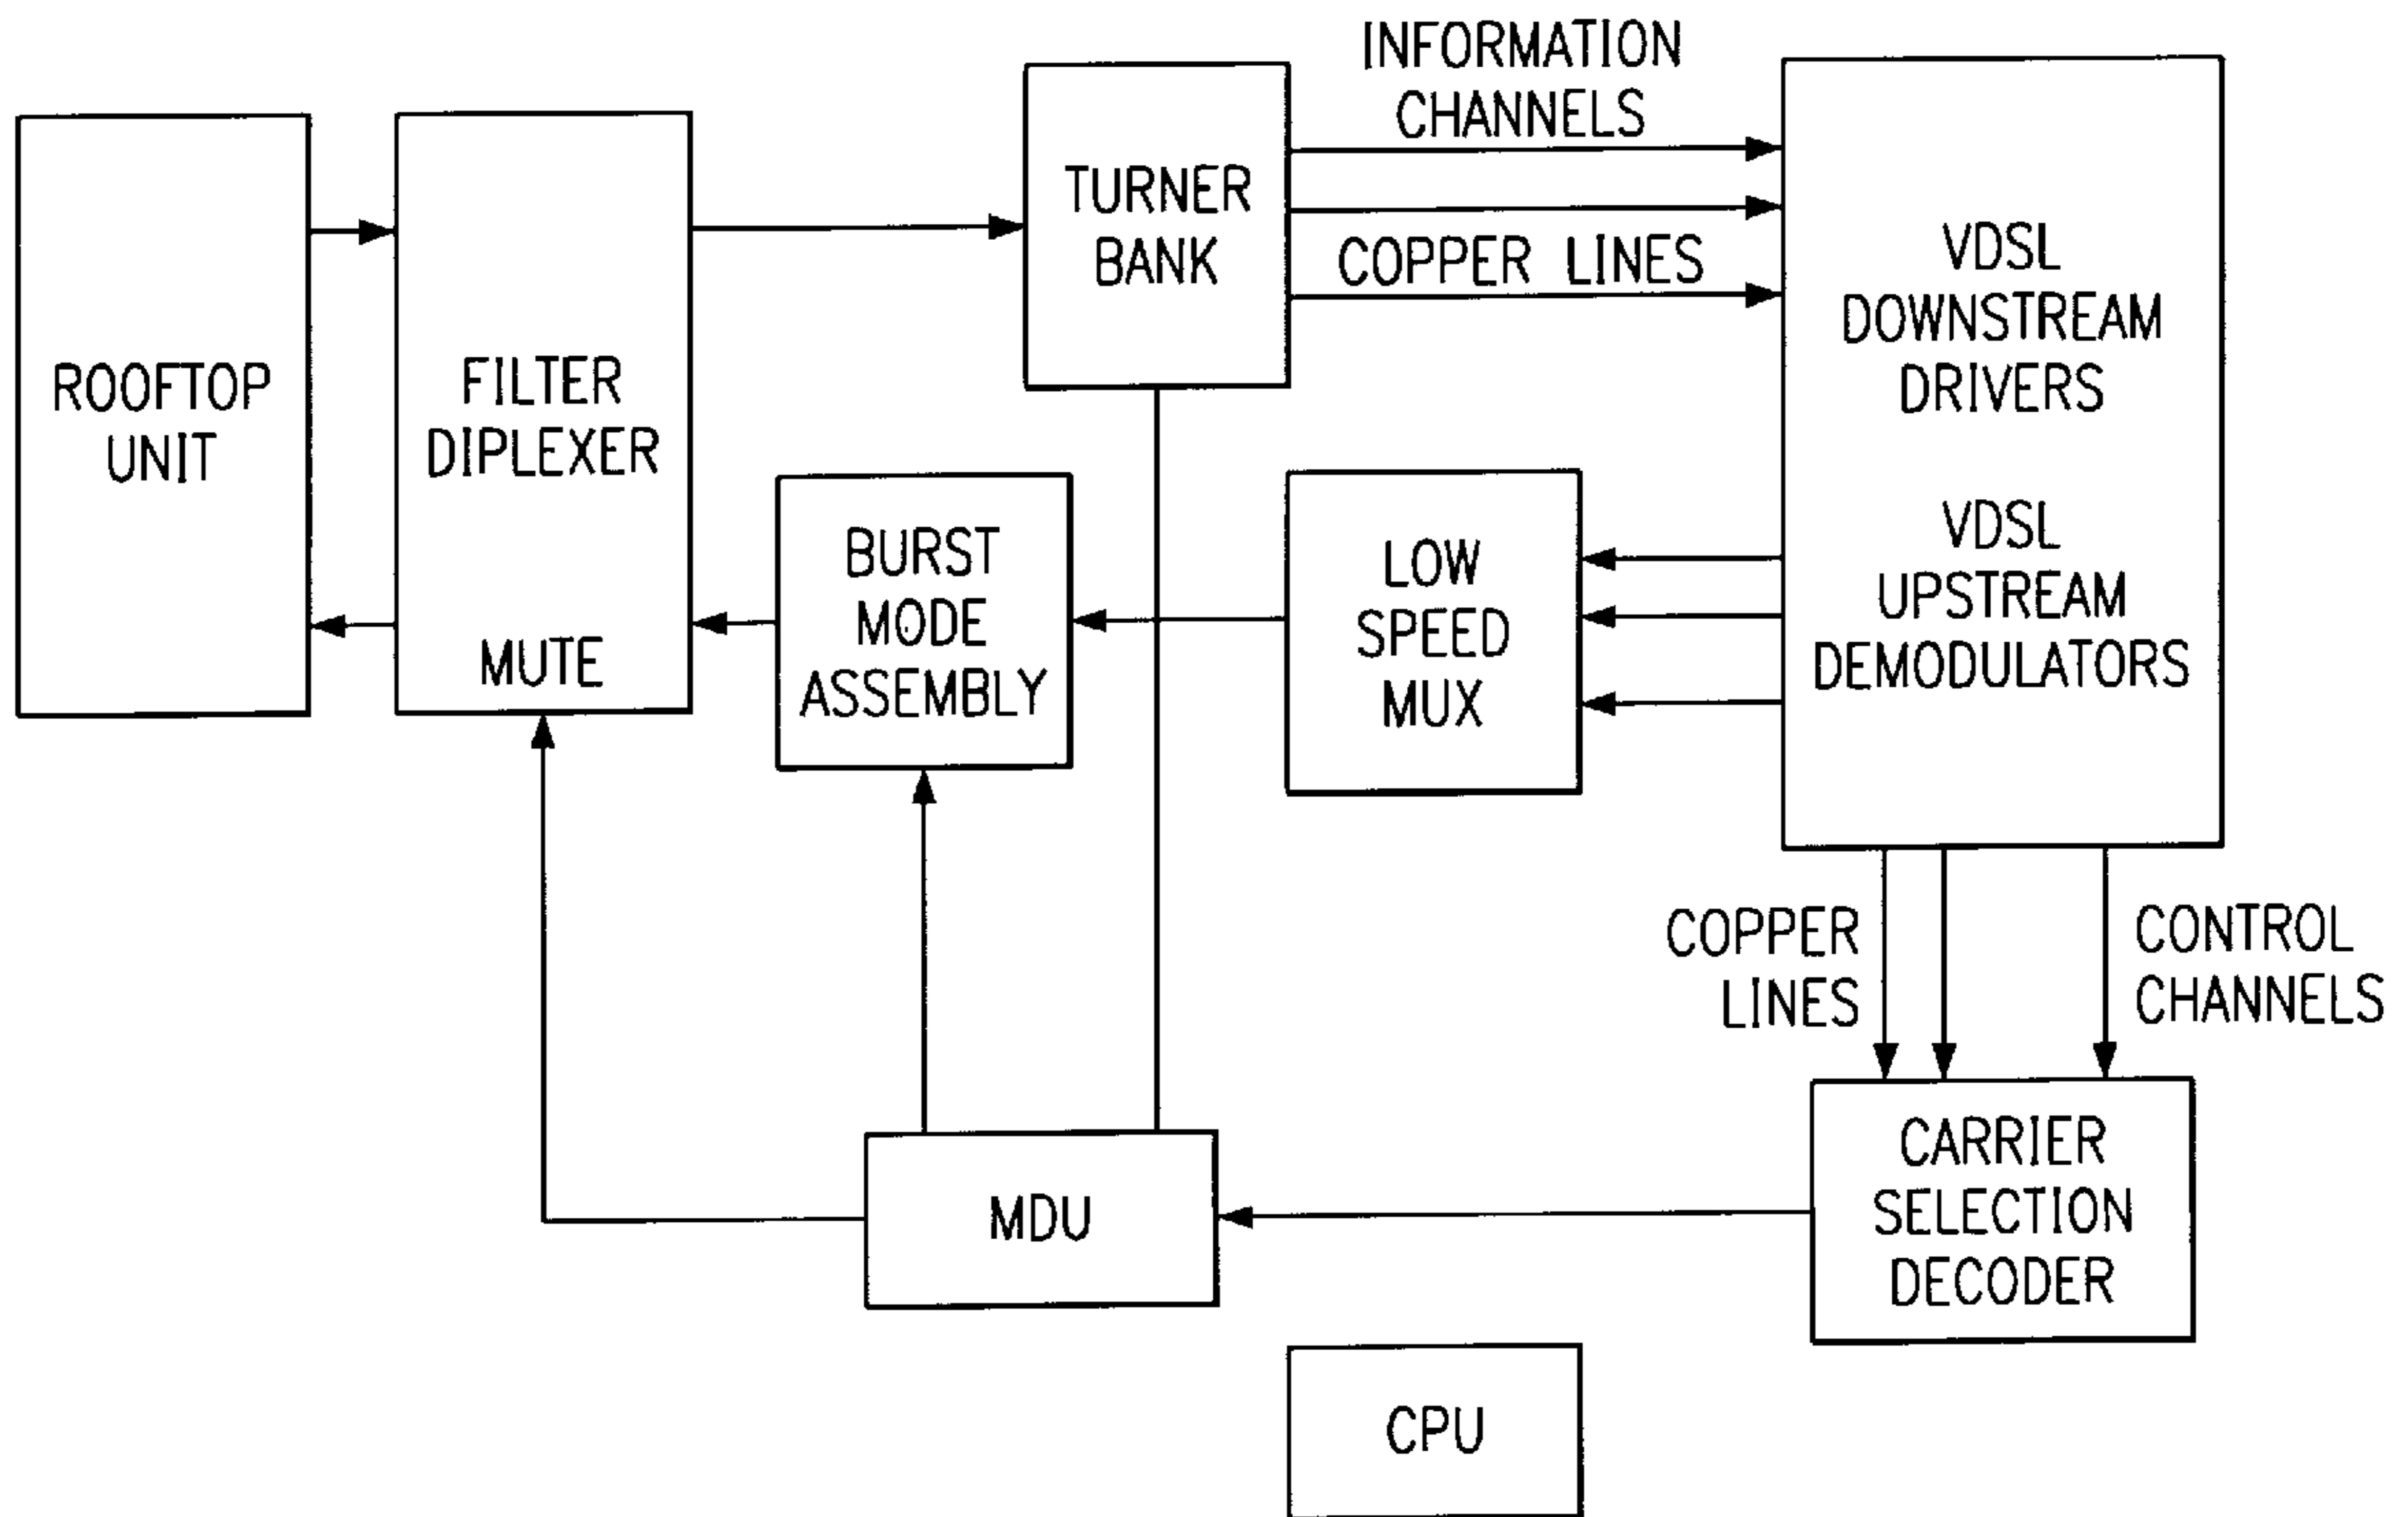 INFORMATION
CHANNELS
TURNER
BANK
COPPER LINES
VDSL
DOWNSTREAM
DRIVERS
ROOFTOP
UNIT
FILTER
DIPLEXER
MUTE
BURST
MODE
ASSEMBLY
LOW
SPEED
MUX
VDSL
UPSTREAM
DEMODULATORS
COPPER
LINES
CONTROL
CHANNELS
MDU
CARRIER
SELECTION
DECODER
CPU